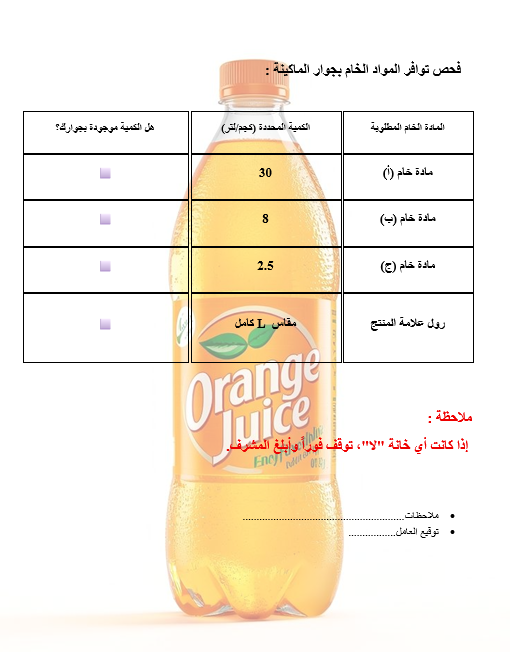 فحص توافر المواد الخام بجوار الماكينة :
المادة الخام المطلوبة	الكمية المحددة (كجم/لتر)	هل الكمية موجودة بجوارك؟
مادة خام (أ)	30
مادة خام (ب)	8
مادة خام (ج)	2.5
رول علامة المنتج	مقاس L كامل
Orange
Juice
ملاحظة :
إذا كانت أي خانة "لا"، توقف فوراً وأبلغ المشرف.
• ملاحظات..........................................................
• توقيع العامل.................